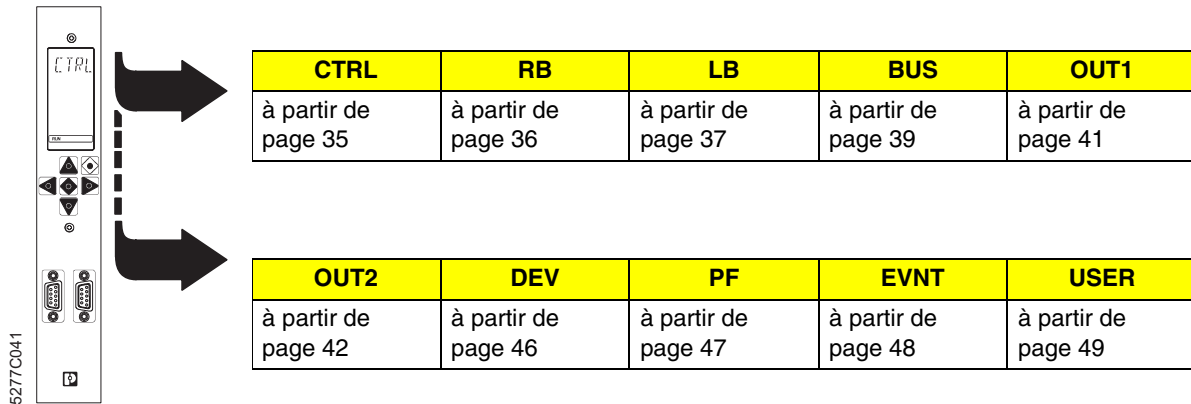 CTRL
RUN
5277C041
CTRL RB LB BUS OUT1
à partir de à partir de à partir de à partir de à partir de
page 35 page 36 page 37 page 39 page 41
OUT2 DEV PF EVNT USER
à partir de à partir de à partir de à partir de à partir de
page 42 page 46 page 47 page 48 page 49